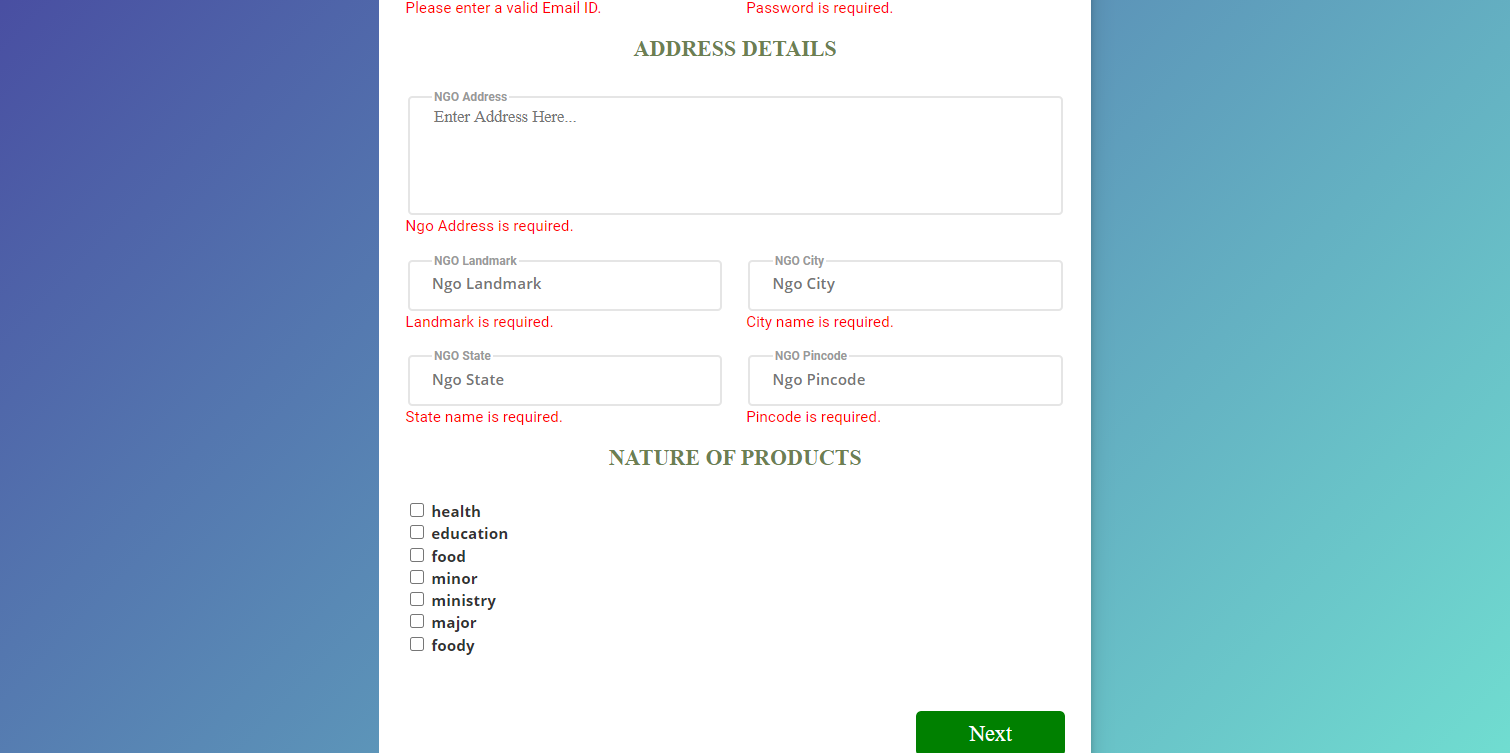 Please enter a valid Email ID. Password is required.
ADDRESS DETAILS
NGO Address
Enter Address Here...
Ngo Address is required.
NGO Landmark NGO City
Ngo Landmark Ngo City
Landmark is required. City name is required.
NGO State NGO Pincode
Ngo State Ngo Pincode
State name is required. Pincode is required.
NATURE OF PRODUCTS
health
education
food
minor
ministry
major
foody
Next